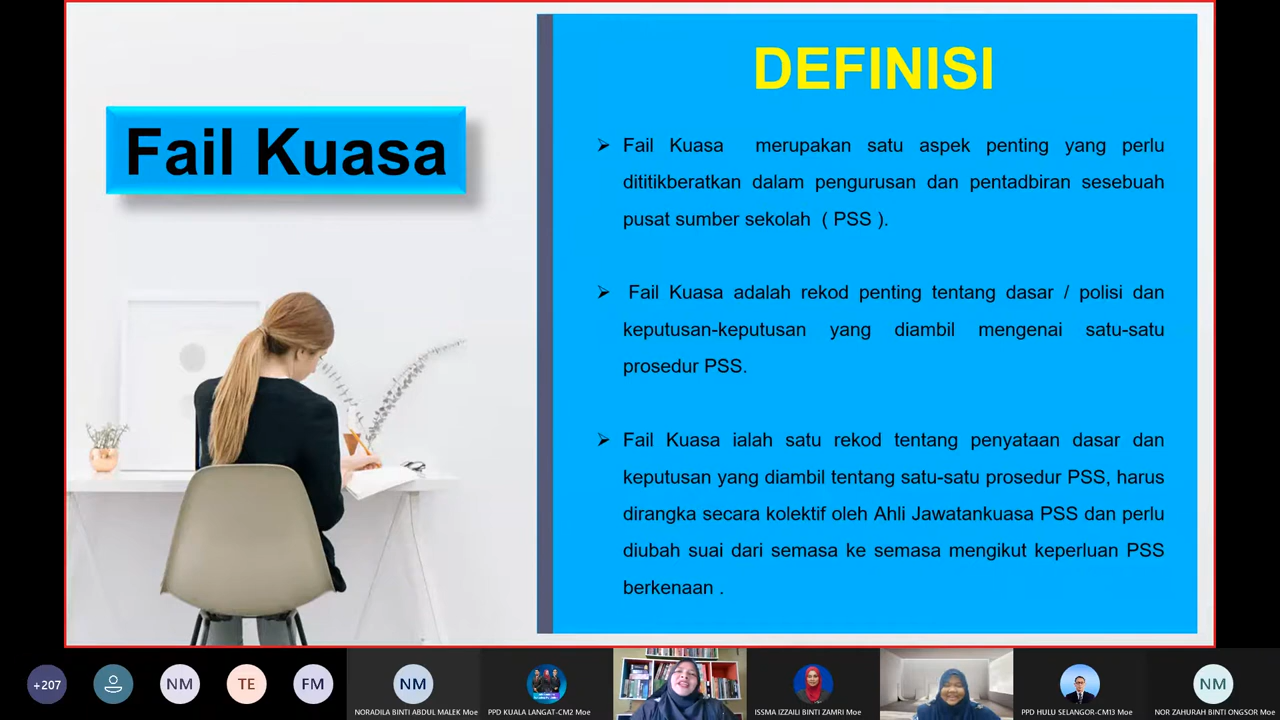 Fail Kuasa
DEFINISI
➢ Fail Kuasa merupakan satu aspek penting yang perlu
dititikberatkan dalam pengurusan dan pentadbiran sesebuah
pusat sumber sekolah ( PSS ).
➢ Fail Kuasa adalah rekod penting tentang dasar / polisi dan
keputusan-keputusan yang diambil mengenai satu-satu
prosedur PSS.
➢ Fail Kuasa ialah satu rekod tentang penyataan dasar dan
keputusan yang diambil tentang satu-satu prosedur PSS, harus
dirangka secara kolektif oleh Ahli Jawatankuasa PSS dan perlu
diubah suai dari semasa ke semasa mengikut keperluan PSS
berkenaan .
+207
NM
TE
FM
NM
NORADILA BINTI ABDUL MALEK Moe
PPD KUALA LANGAT-CM2 Moe
ISSMA IZZAILI BINTI ZAMRI Moe
PPD HULU SELANGOR-CM13 Moe
NM
NOR ZAHURAH BINTI ONGSOR Moe